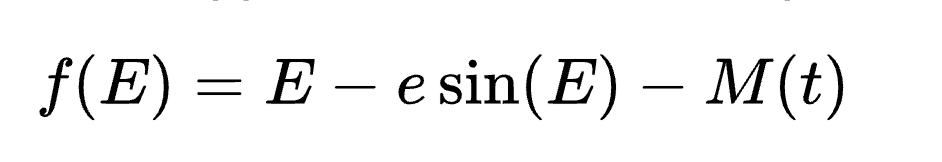 f(E) = E − e sin(E) − M(t)